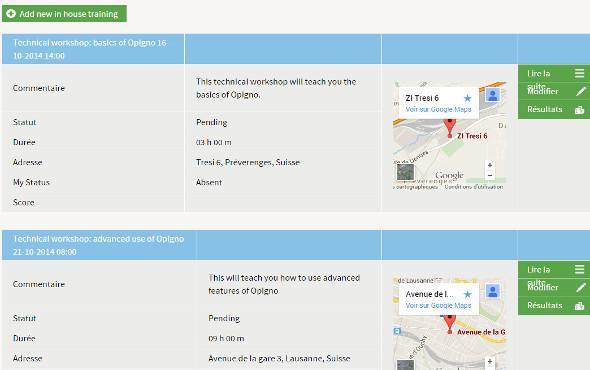 Add new in house training
Technical workshop: basics of Opigno 16
10-2014 14:00
Commentaire
This technical workshop will teach you the
basics of Opigno.
Statut
Pending
Durée
03 h 00 m
Adresse
Tresi 6, Préverenges, Suisse
My Status
Absent
Score
ZI Tresi 6
Voir sur Google Maps
ZI Tresi 6
Google
Préverenges
s cartographiques
Conditions d'utilisation
Lire la
suite
Modifier
Résultats
Technical workshop: advanced use of Opigno
21-10-2014 08:00
Commentaire
This will teach you how to use advanced
features of Opigno
Statut
Pending
Durée
09 h 00 m
Adresse
Avenue de la gare 3, Lausanne, Suisse
de Lausanne
Avenue de l...
Voir sur Google Maps
Avenue de la G
Lire la
suite
Modifier
Résultats